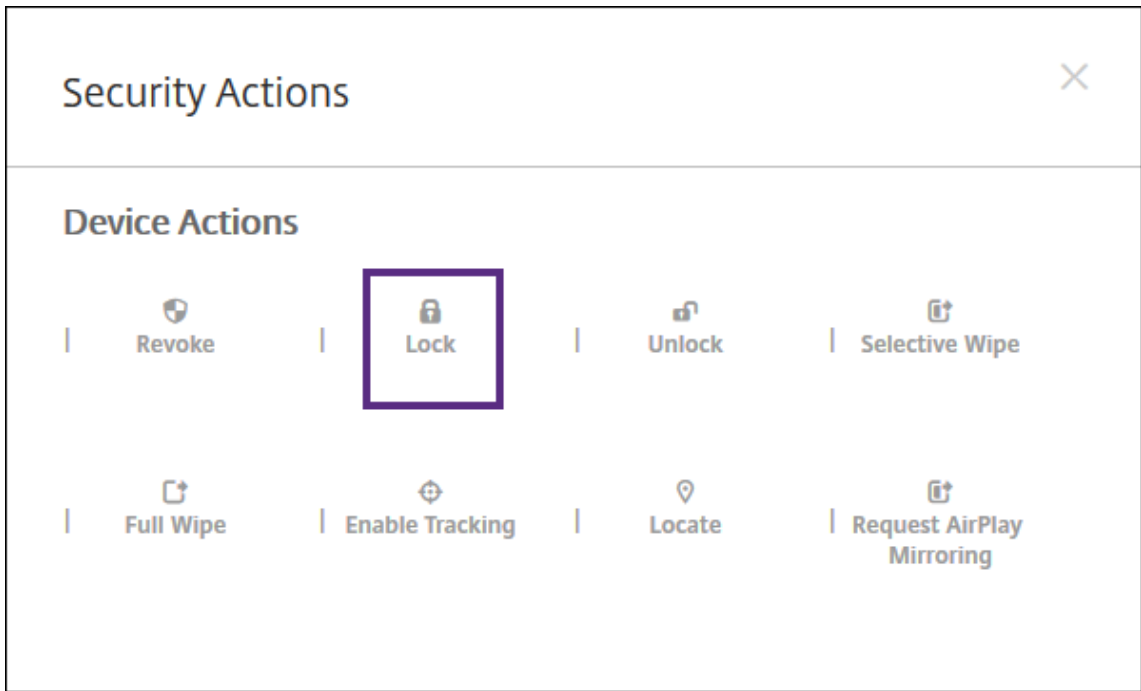 Security Actions
Device Actions
Revoke
Lock
Unlock
Selective Wipe
Full Wipe
Enable Tracking
Locate
Request AirPlay
Mirroring